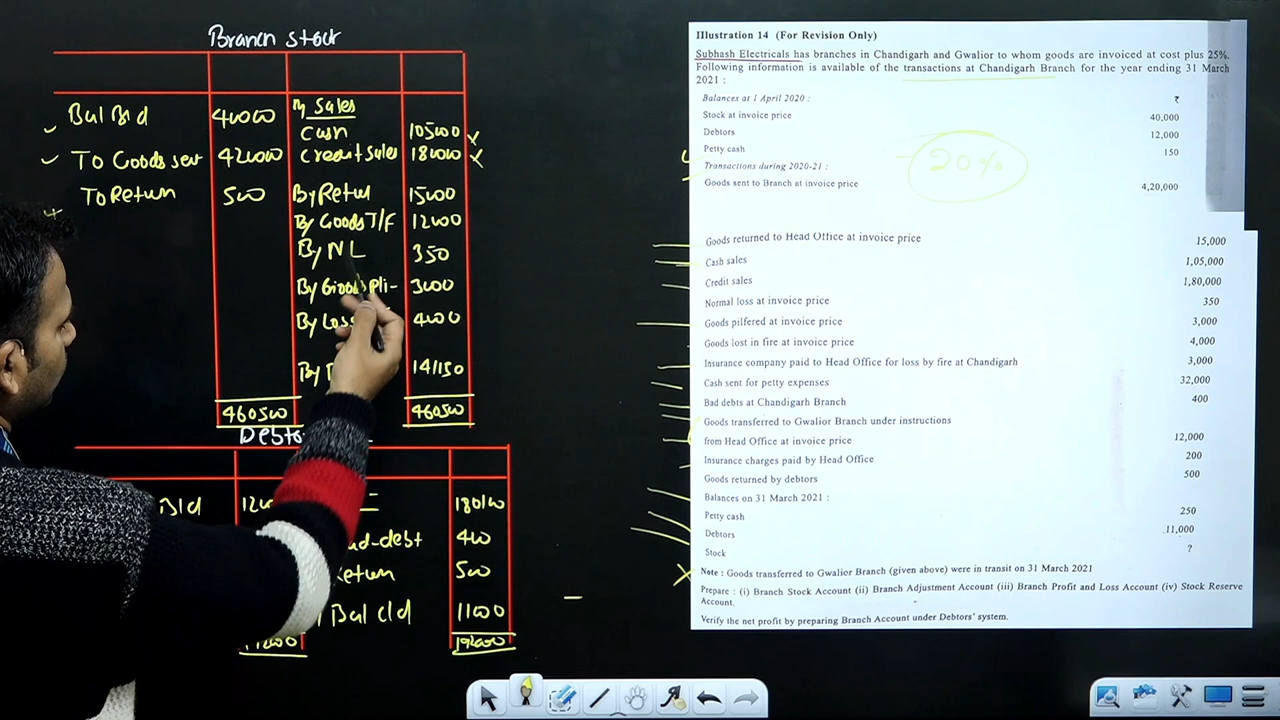 Branch stock
Bal B/d 40000 By Sales
Cash 105000 x
To Goods sent 420000 Credit Sales 180000 x
To Return 500 By Return 15000
By Goods T/F 12000
By NL 350
By Goods Pli- 3000
By Loss 4000
By 141150
460500 460500
Debto
B/d 180100
ad-debt 400
Return 500
Bal c/d 11000
192000
20%
Illustration 14 (For Revision Only)
Subhash Electricals has branches in Chandigarh and Gwalior to whom goods are invoiced at cost plus 25%.
Following information is available of the transactions at Chandigarh Branch for the year ending 31 March
2021 :
Balances at 1 April 2020 : ₹
Stock at invoice price 40,000
Debtors 12,000
Petty cash 150
Transactions during 2020-21 :
Goods sent to Branch at invoice price 4,20,000
Goods returned to Head Office at invoice price 15,000
Cash sales 1,05,000
Credit sales 1,80,000
Normal loss at invoice price 350
Goods pilfered at invoice price 3,000
Goods lost in fire at invoice price 4,000
Insurance company paid to Head Office for loss by fire at Chandigarh 3,000
Cash sent for petty expenses 32,000
Bad debts at Chandigarh Branch 400
Goods transferred to Gwalior Branch under instructions
from Head Office at invoice price 12,000
Insurance charges paid by Head Office 200
Goods returned by debtors 500
Balances on 31 March 2021 :
Petty cash 250
Debtors 11,000
Stock ?
Note : Goods transferred to Gwalior Branch (given above) were in transit on 31 March 2021
Prepare : (i) Branch Stock Account (ii) Branch Adjustment Account (iii) Branch Profit and Loss Account (iv) Stock Reserve
Account.
Verify the net profit by preparing Branch Account under Debtors' system.